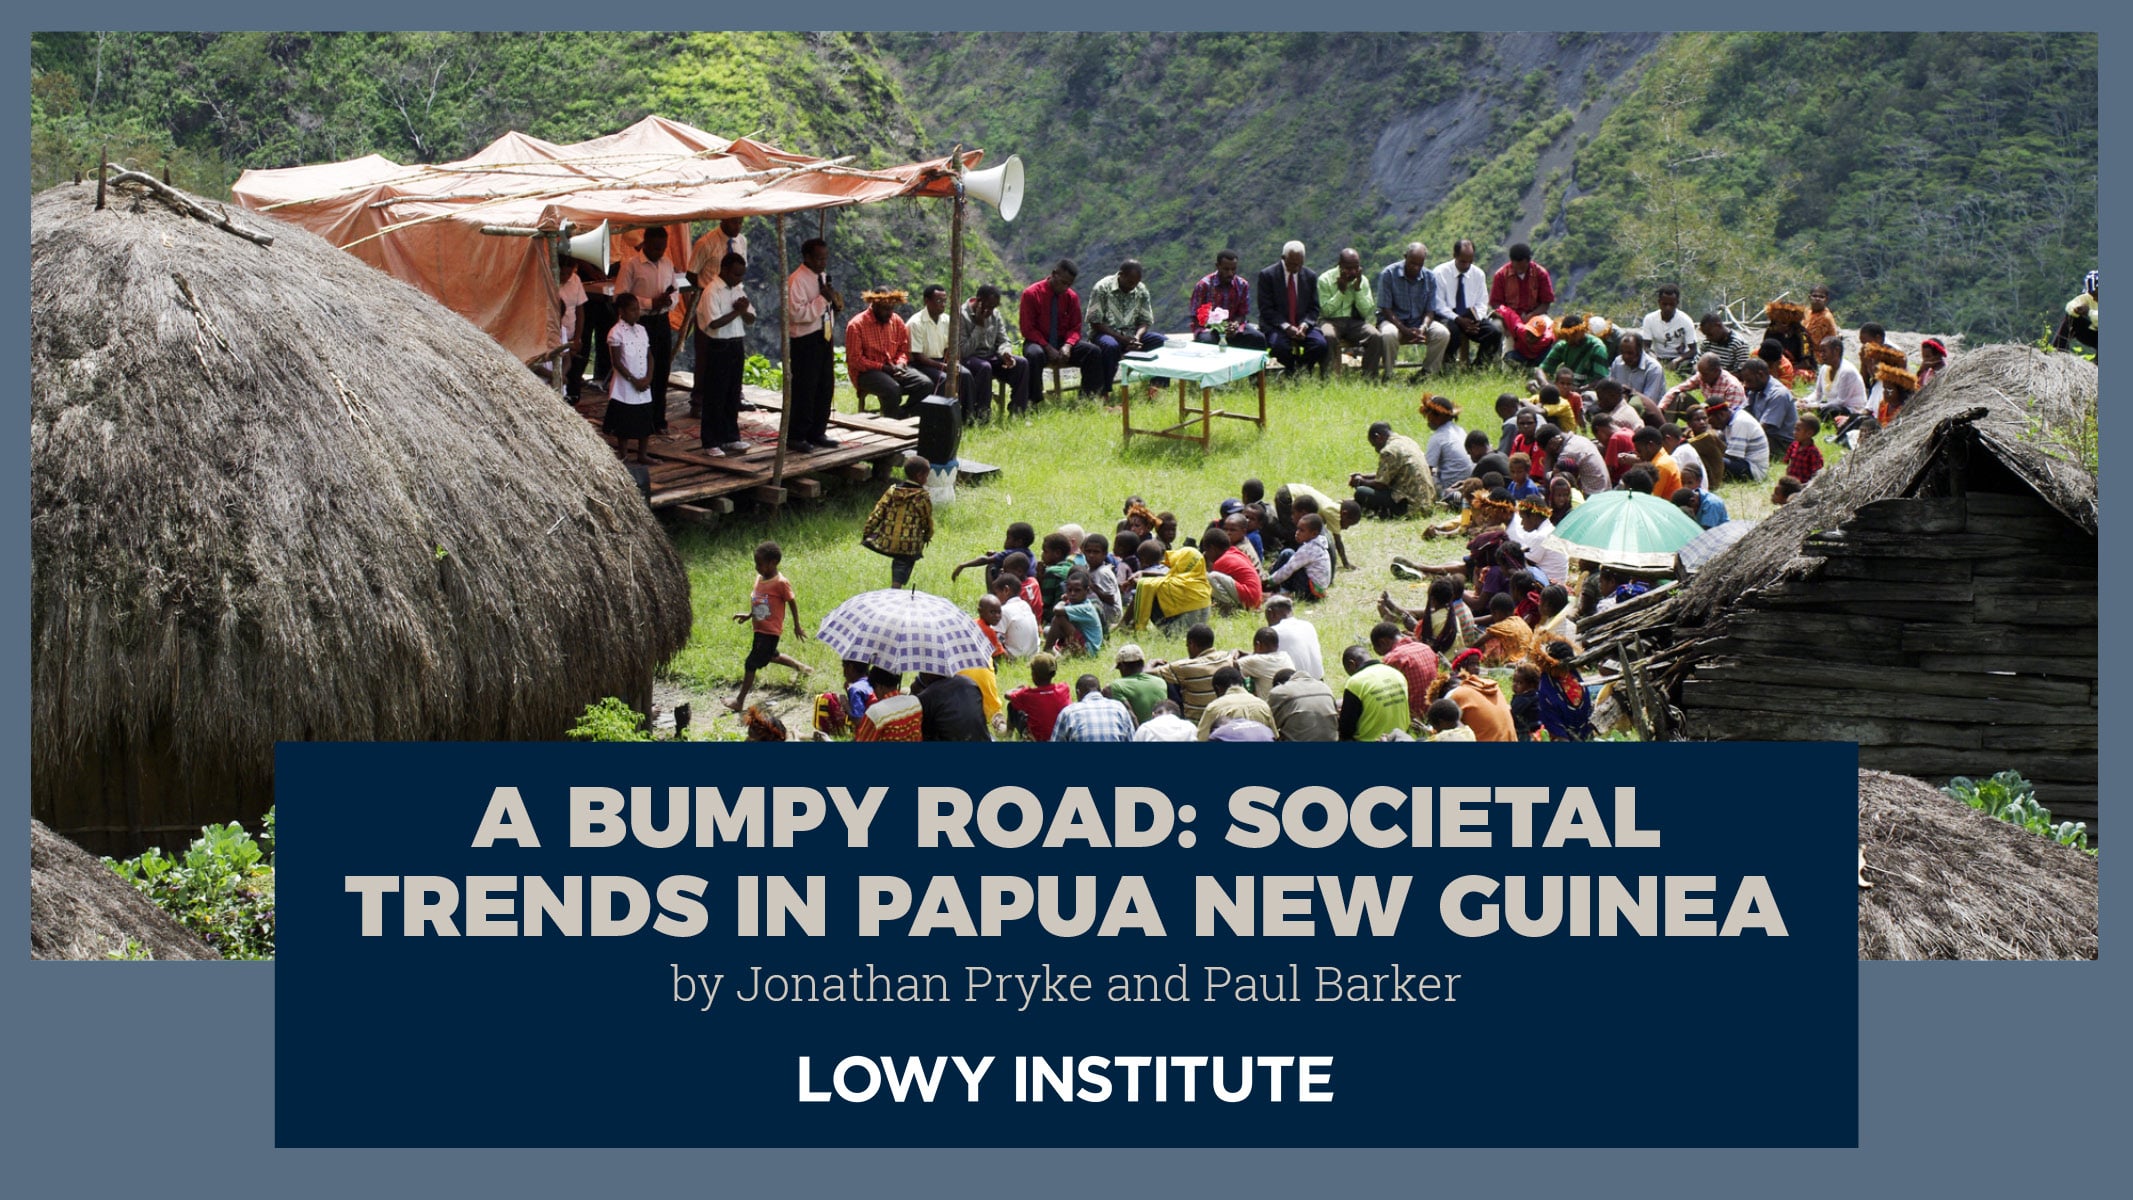 A BUMPY ROAD: SOCIETAL
TRENDS IN PAPUA NEW GUINEA
by Jonathan Pryke and Paul Barker
LOWY INSTITUTE